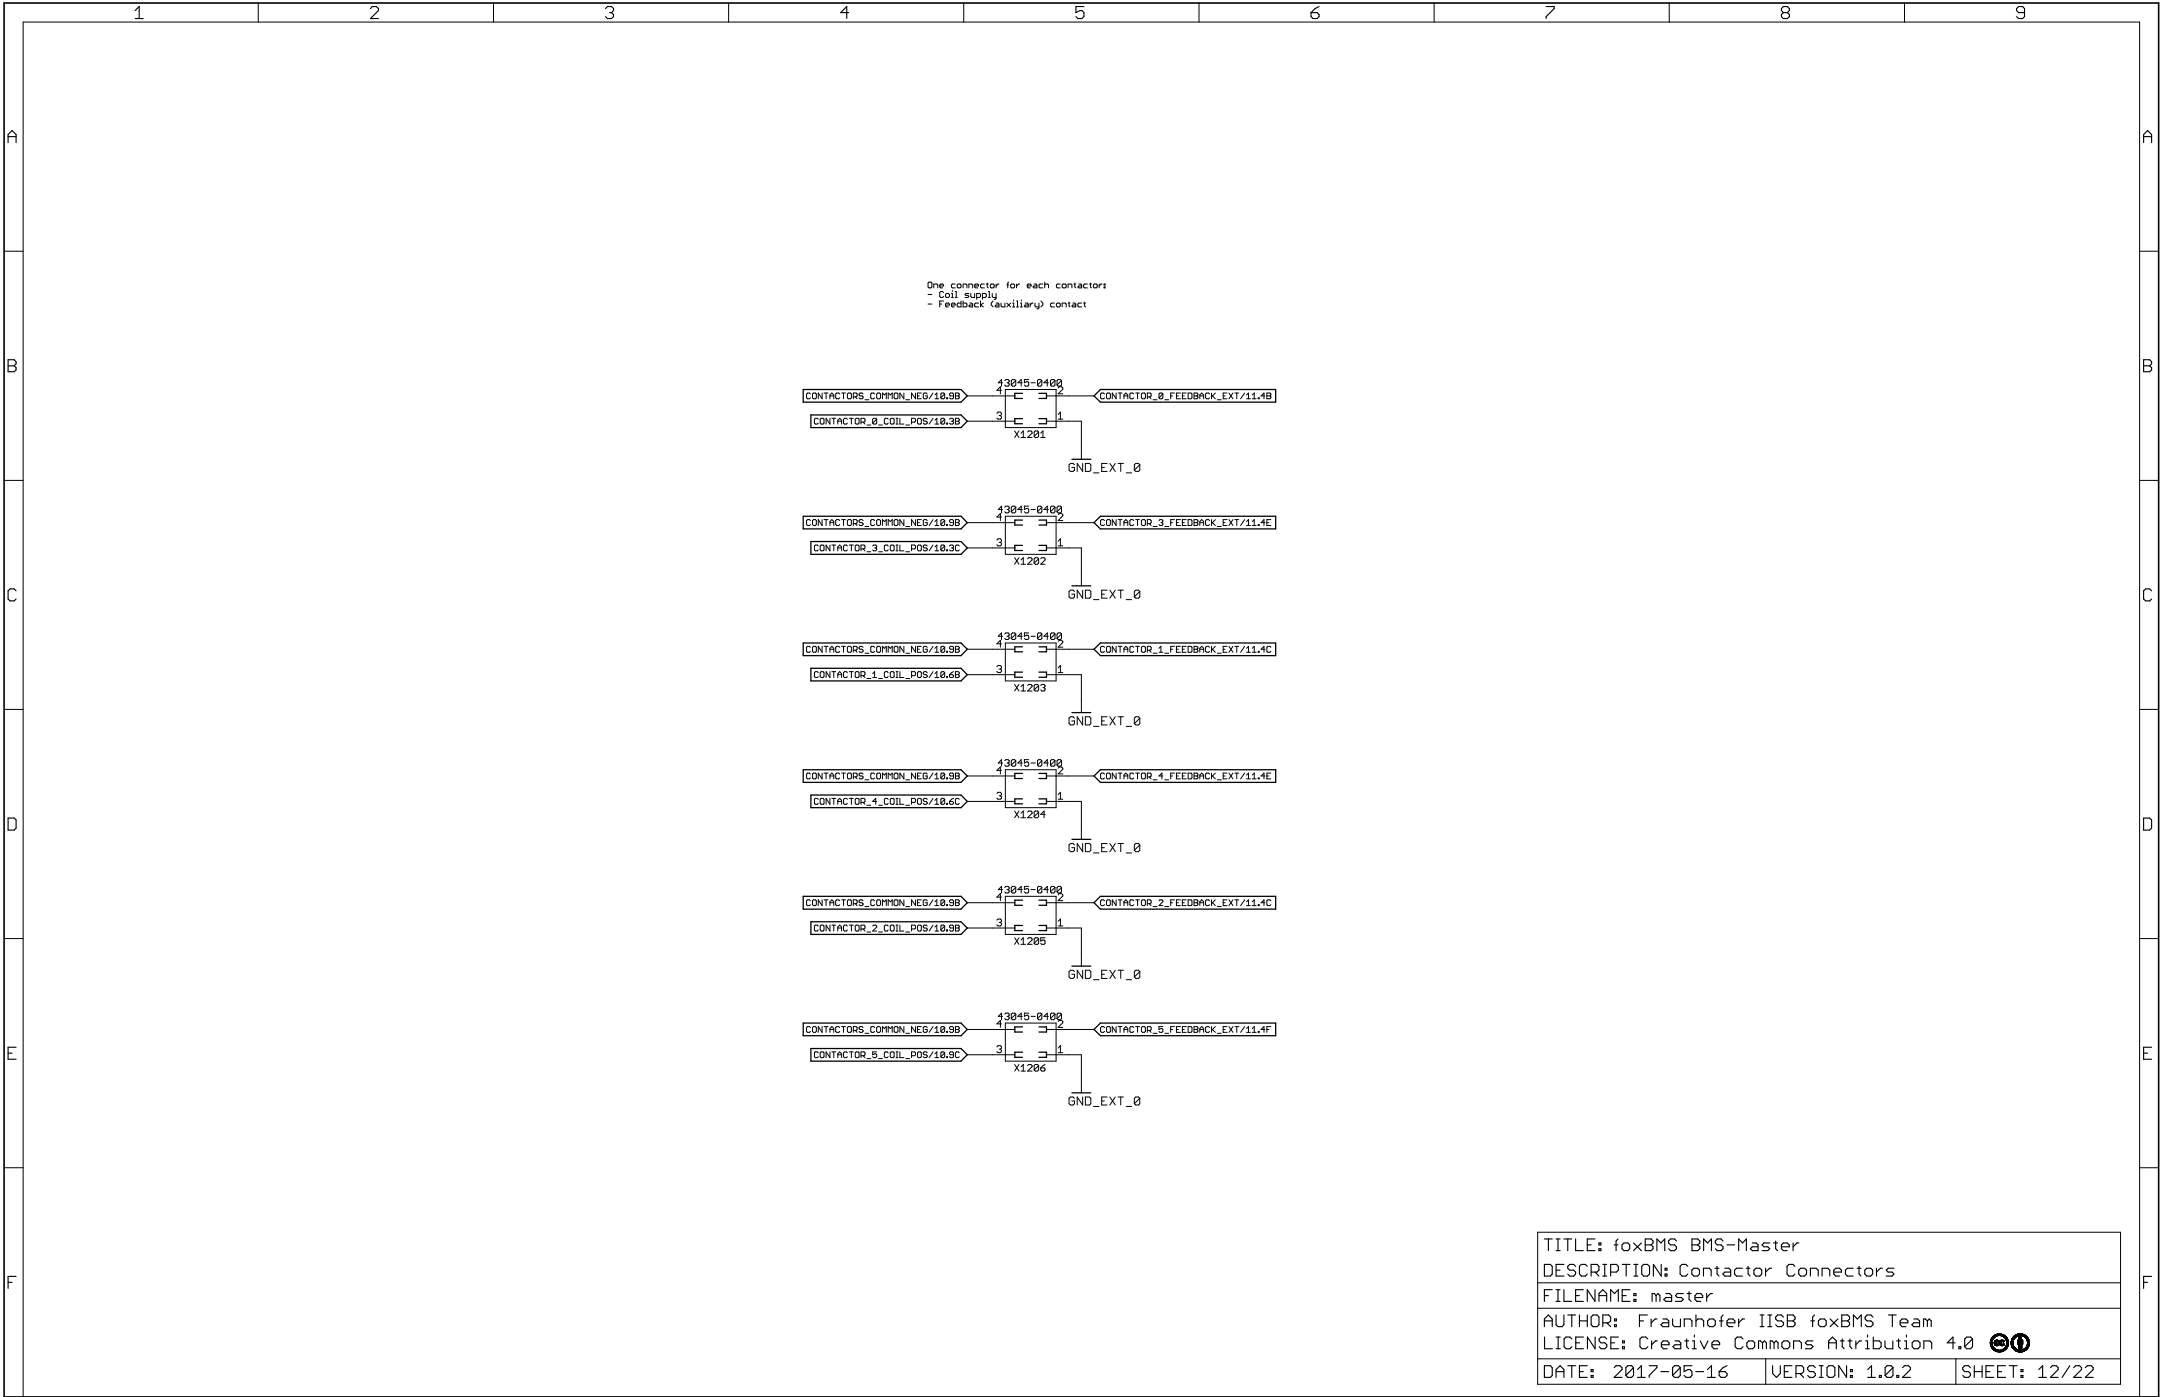 1 2 3 4 5 6 7 8 9
A A
One connector for each contactor:
- Coil supply
- Feedback (auxiliary) contact
B B
43045-0400
CONTACTORS_COMMON_NEG/10.9B 4 2 CONTACTOR_0_FEEDBACK_EXT/11.4B
CONTACTOR_0_COIL_POS/10.3B 3 1
X1201
GND_EXT_0
43045-0400
CONTACTORS_COMMON_NEG/10.9B 4 2 CONTACTOR_3_FEEDBACK_EXT/11.4E
CONTACTOR_3_COIL_POS/10.3C 3 1
X1202
C GND_EXT_0 C
43045-0400
CONTACTORS_COMMON_NEG/10.9B 4 2 CONTACTOR_1_FEEDBACK_EXT/11.4C
CONTACTOR_1_COIL_POS/10.6B 3 1
X1203
GND_EXT_0
43045-0400
CONTACTORS_COMMON_NEG/10.9B 4 2 CONTACTOR_4_FEEDBACK_EXT/11.4E
CONTACTOR_4_COIL_POS/10.6C 3 1
X1204
D D
GND_EXT_0
43045-0400
CONTACTORS_COMMON_NEG/10.9B 4 2 CONTACTOR_2_FEEDBACK_EXT/11.4C
CONTACTOR_2_COIL_POS/10.9B 3 1
X1205
GND_EXT_0
43045-0400
CONTACTORS_COMMON_NEG/10.9B 4 2 CONTACTOR_5_FEEDBACK_EXT/11.4F
E CONTACTOR_5_COIL_POS/10.9C 3 1 E
X1206
GND_EXT_0
TITLE: foxBMS BMS-Master
DESCRIPTION: Contactor Connectors
F F
FILENAME: master
AUTHOR: Fraunhofer IISB foxBMS Team
LICENSE: Creative Commons Attribution 4.0 cc
DATE: 2017-05-16 VERSION: 1.0.2 SHEET: 12/22